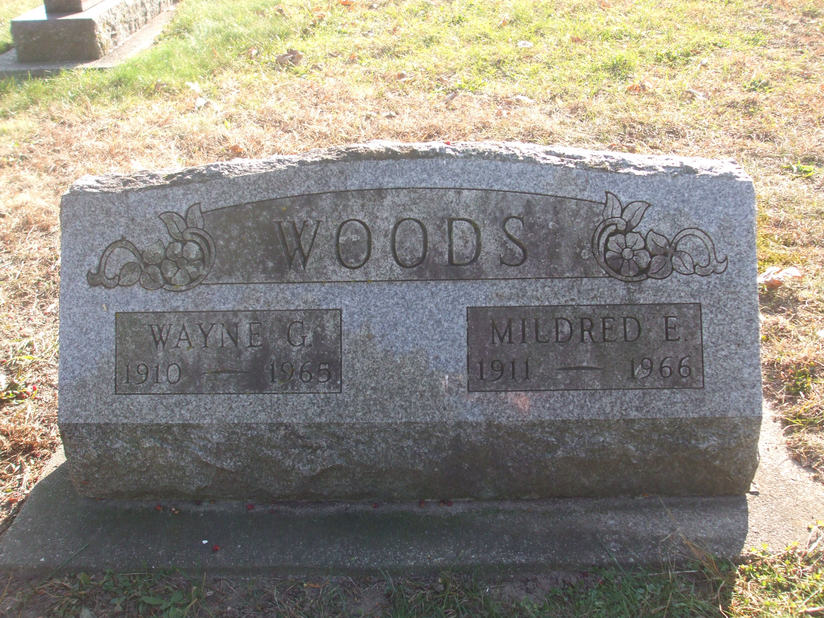 WOODS
WAYNE G.
1910 — 1965
MILDRED E.
1911 — 1966